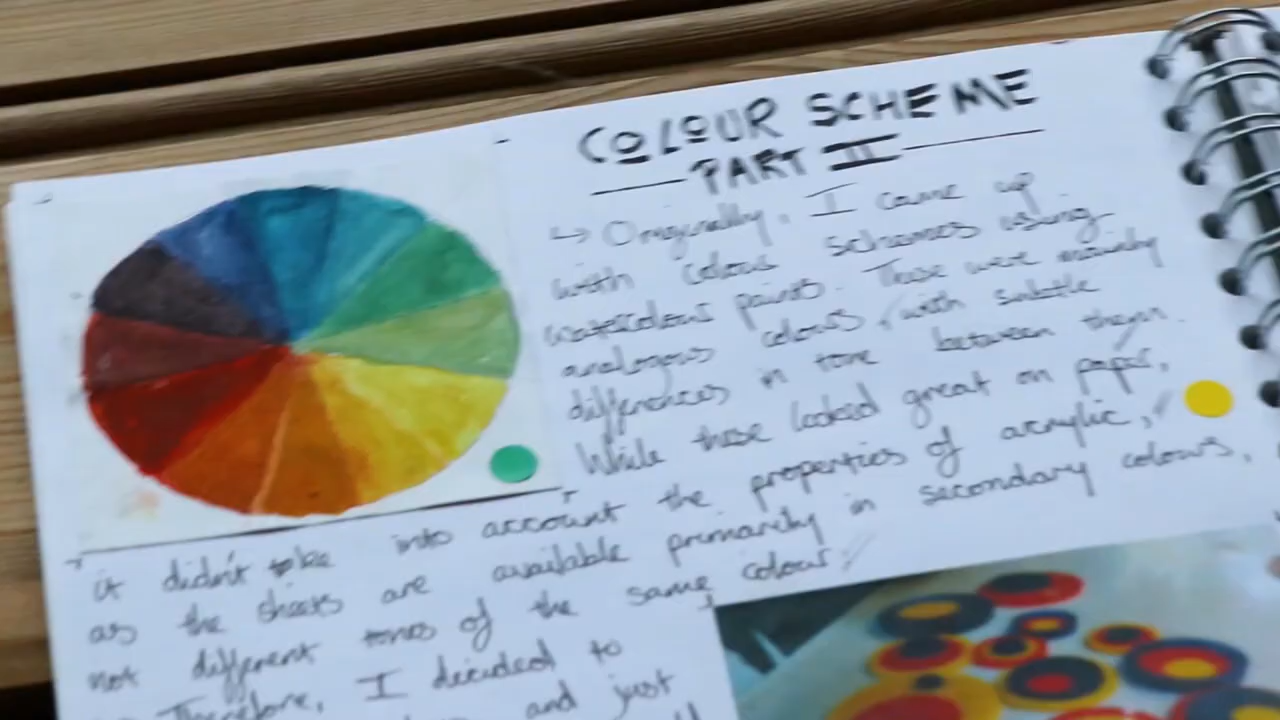 COLOUR SCHEME
PART II
↳ Originally, I came up
with colour schemes using
watercolour paints. These were mainly
analogous colours, with subtle
differences in tone between them.
While these looked great on paper,
it didn't take into account the properties of acrylic,
as the sheets are available primarily in secondary colours,
not different tones of the same colour.
Therefore, I decided to
and just